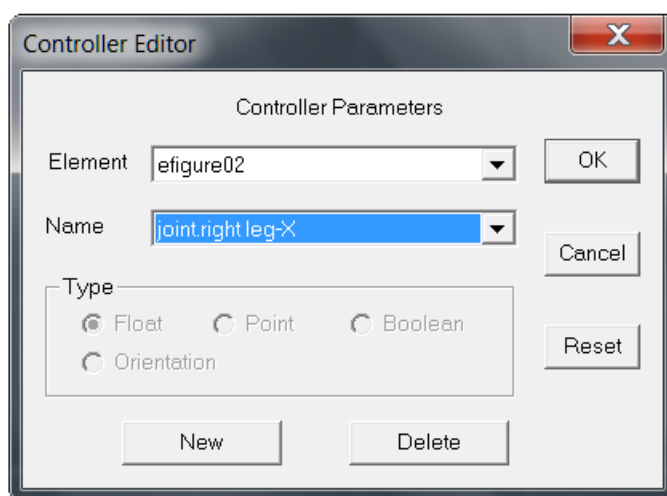 Controller Editor
X
Controller Parameters
Element efigure02 OK
Name joint.right leg-X
Cancel
Type
Float Point Boolean
Orientation
Reset
New Delete